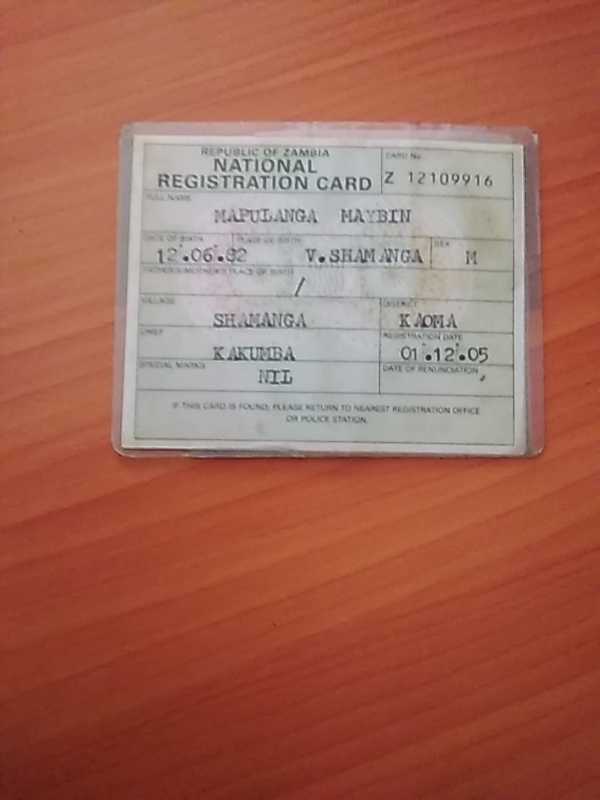 REPUBLIC OF ZAMBIA
NATIONAL
REGISTRATION CARD
CARD No.
Z 12109916
FULL NAME
MAPULANGA MAYBIN
DATE OF BIRTH
12.06.82
PLACE OF BIRTH
V.SHAMANGA
SEX
M
FATHER'S/MOTHER'S PLACE OF BIRTH
/
VILLAGE
SHAMANGA
DISTRICT
KAOMA
CHIEF
KAKUMBA
REGISTRATION DATE
01.12.05
SPECIAL MARKS
NIL
DATE OF RENUNCIATION
IF THIS CARD IS FOUND, PLEASE RETURN TO NEAREST REGISTRATION OFFICE
OR POLICE STATION.